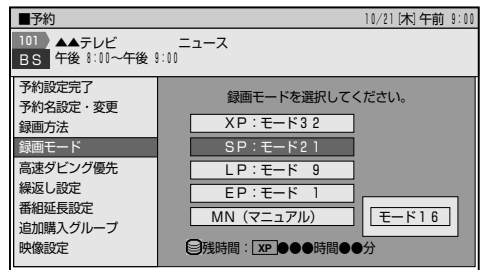 ■予約 10/21[木]午前 9:00
101 ▲▲テレビ ニュース
BS 午後 8:00～午後 9:00
予約設定完了
予約名設定・変更
録画方法
録画モード
高速ダビング優先
繰返し設定
番組延長設定
追加購入グループ
映像設定
録画モードを選択してください。
XP：モード32
SP：モード21
LP：モード 9
EP：モード 1
MN（マニュアル） モード16
残時間：XP●●●時間●●分